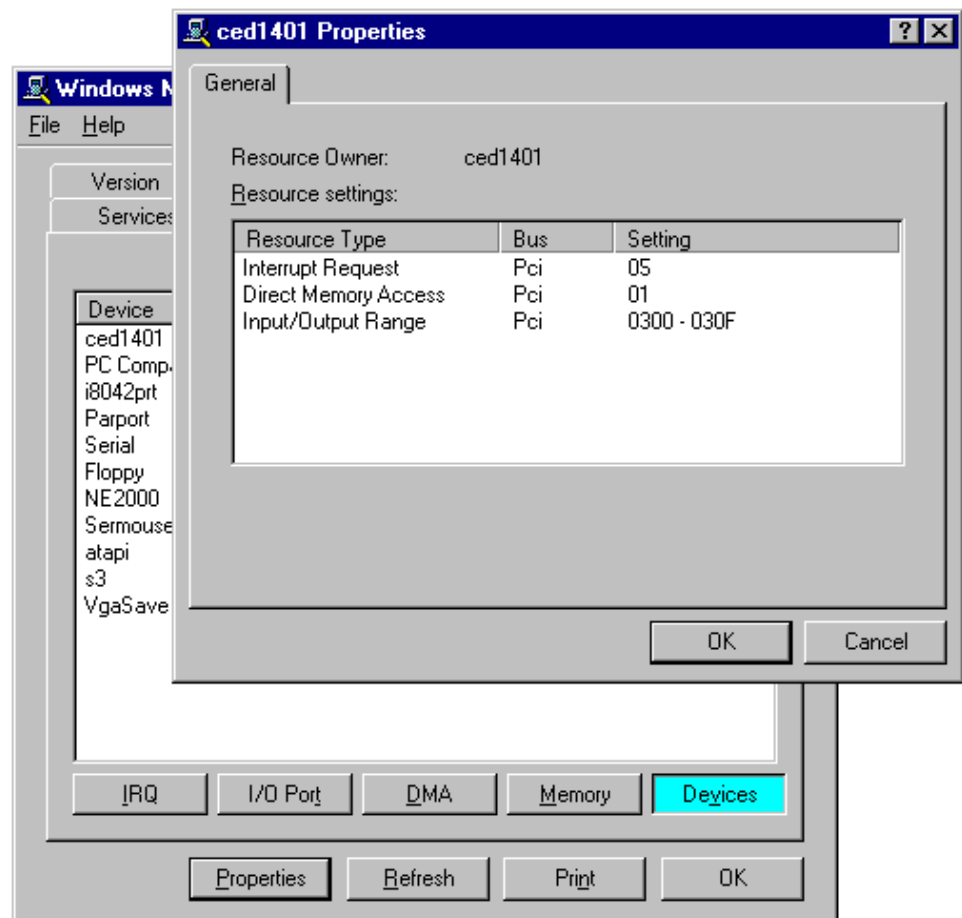 ced1401 Properties
General
Resource Owner: ced1401
Resource settings:
Resource Type Bus Setting
Interrupt Request Pci 05
Direct Memory Access Pci 01
Input/Output Range Pci 0300 - 030F
OK Cancel
Windows N
File Help
Version
Services
Device
ced1401
PC Comp
i8042prt
Parport
Serial
Floppy
NE2000
Sermouse
atapi
s3
VgaSave
IRQ I/O Port DMA Memory Devices
Properties Refresh Print OK